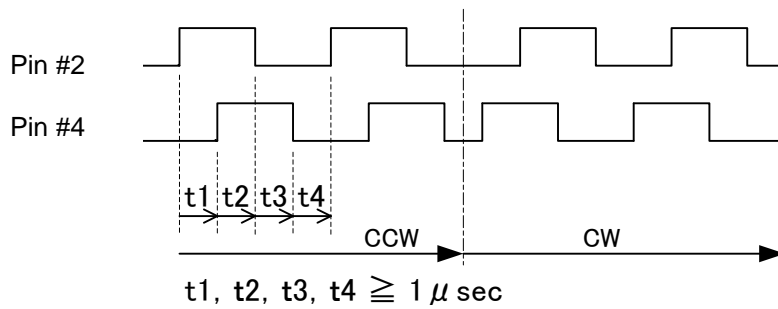 Pin #2
Pin #4
t1 t2 t3 t4
CCW CW
t1, t2, t3, t4 ≧ 1 μ sec